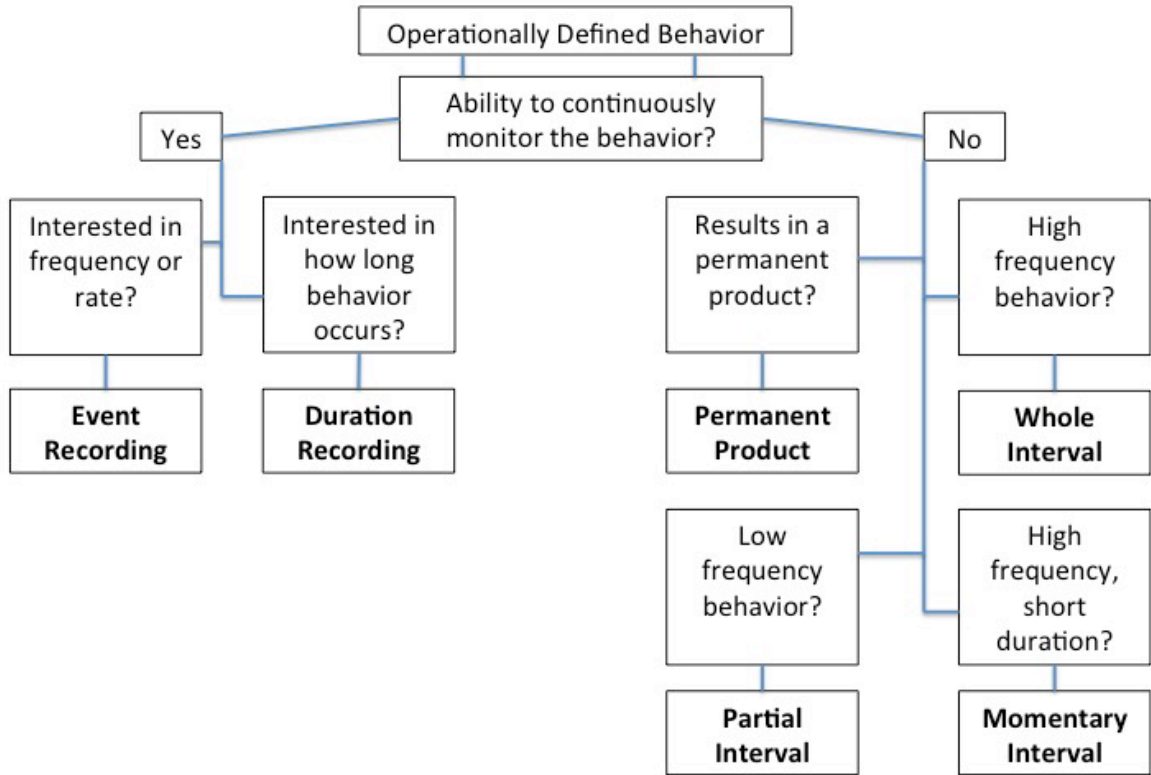 Operationally Defined Behavior
Ability to continuously
monitor the behavior?
Yes
No
Interested in
frequency or
rate?
Interested in
how long
behavior
occurs?
Results in a
permanent
product?
High
frequency
behavior?
Event
Recording
Duration
Recording
Permanent
Product
Whole
Interval
Low
frequency
behavior?
High
frequency,
short
duration?
Partial
Interval
Momentary
Interval